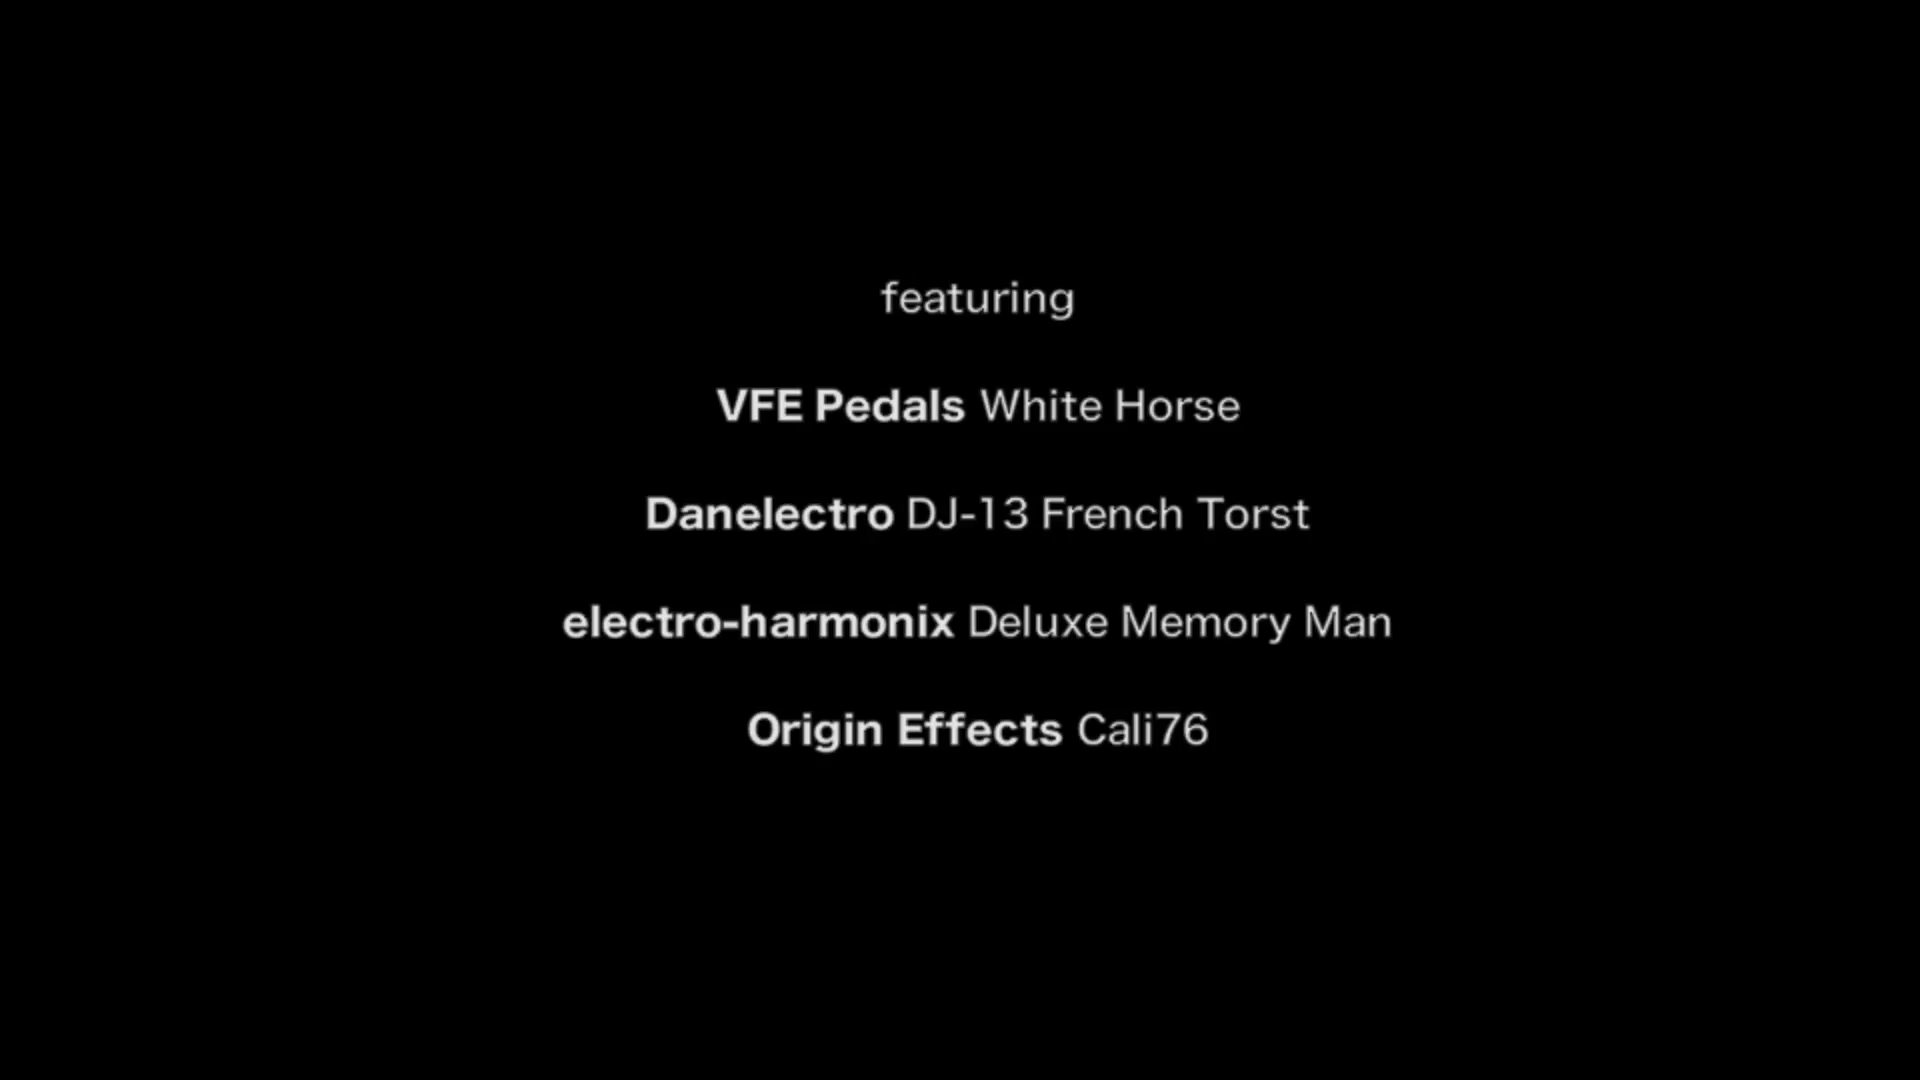 featuring
VFE Pedals White Horse
Danelectro DJ-13 French Torst
electro-harmonix Deluxe Memory Man
Origin Effects Cali76